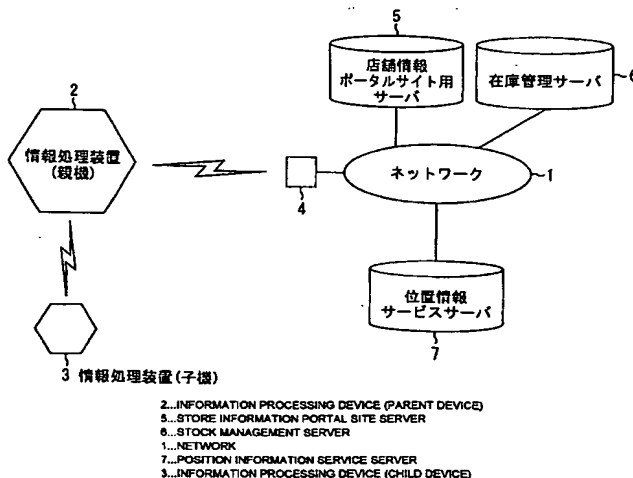 5
店舗情報
ポータルサイト用
サーバ
在庫管理サーバ
6
2
情報処理装置
(親機)
ネットワーク
1
4
位置情報
サービスサーバ
7
3 情報処理装置(子機)
2...INFORMATION PROCESSING DEVICE (PARENT DEVICE)
5...STORE INFORMATION PORTAL SITE SERVER
6...STOCK MANAGEMENT SERVER
1...NETWORK
7...POSITION INFORMATION SERVICE SERVER
3...INFORMATION PROCESSING DEVICE (CHILD DEVICE)